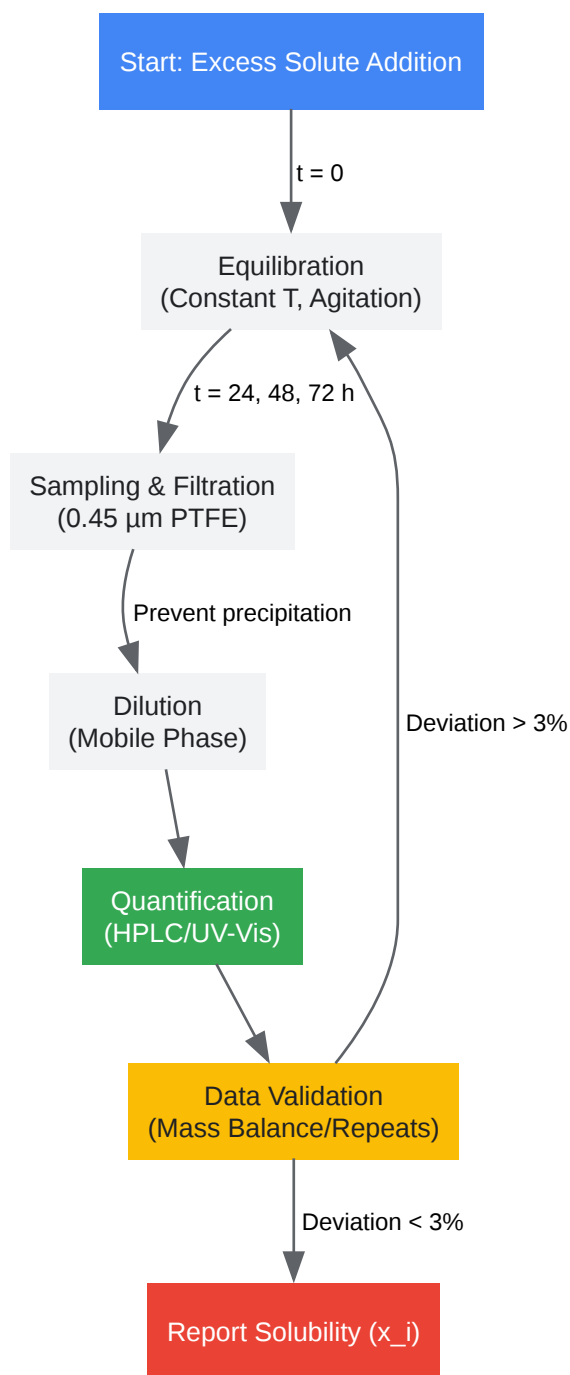 Start: Excess Solute Addition
t = 0
Equilibration
(Constant T, Agitation)
t = 24, 48, 72 h
Sampling & Filtration
(0.45 µm PTFE)
Prevent precipitation
Dilution
(Mobile Phase)
Deviation > 3%
Quantification
(HPLC/UV-Vis)
Data Validation
(Mass Balance/Repeats)
Deviation < 3%
Report Solubility (x_i)